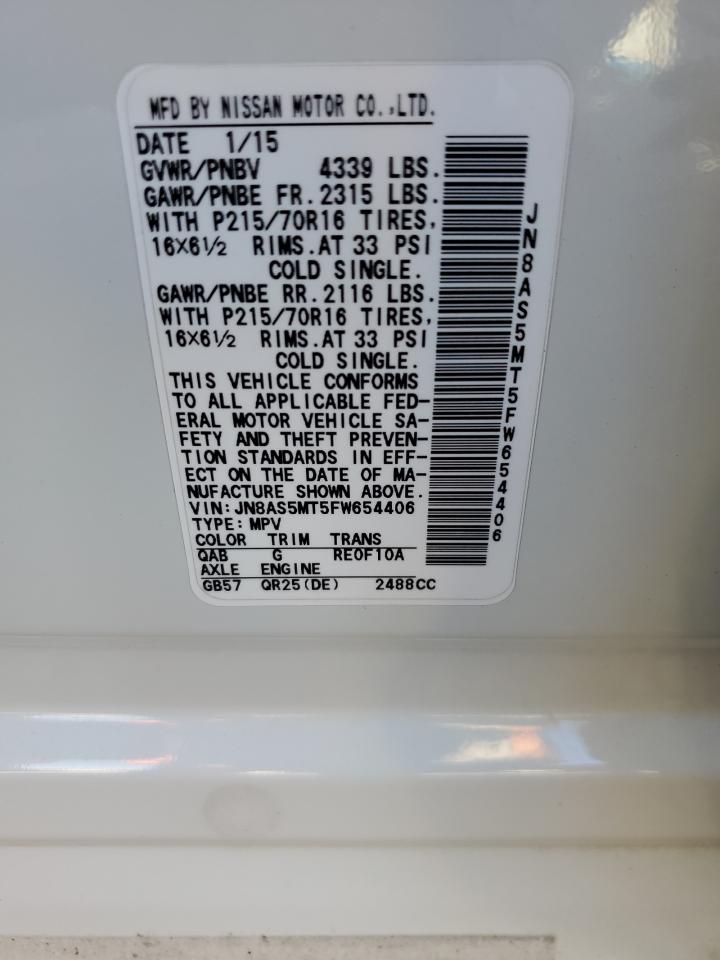 MFD BY NISSAN MOTOR CO.,LTD.
DATE 1/15
GVWR/PNBV 4339 LBS.
GAWR/PNBE FR. 2315 LBS.
WITH P215/70R16 TIRES,
16X6½ RIMS. AT 33 PSI
COLD SINGLE.
GAWR/PNBE RR. 2116 LBS.
WITH P215/70R16 TIRES,
16X6½ RIMS. AT 33 PSI
COLD SINGLE.
THIS VEHICLE CONFORMS
TO ALL APPLICABLE FED-
ERAL MOTOR VEHICLE SA-
FETY AND THEFT PREVEN-
TION STANDARDS IN EFF-
ECT ON THE DATE OF MA-
NUFACTURE SHOWN ABOVE.
VIN: JN8AS5MT5FW654406
TYPE: MPV
COLOR TRIM TRANS
QAB G RE0F10A
AXLE ENGINE
GB57 QR25(DE) 2488CC
JN8AS5MT5FW654406